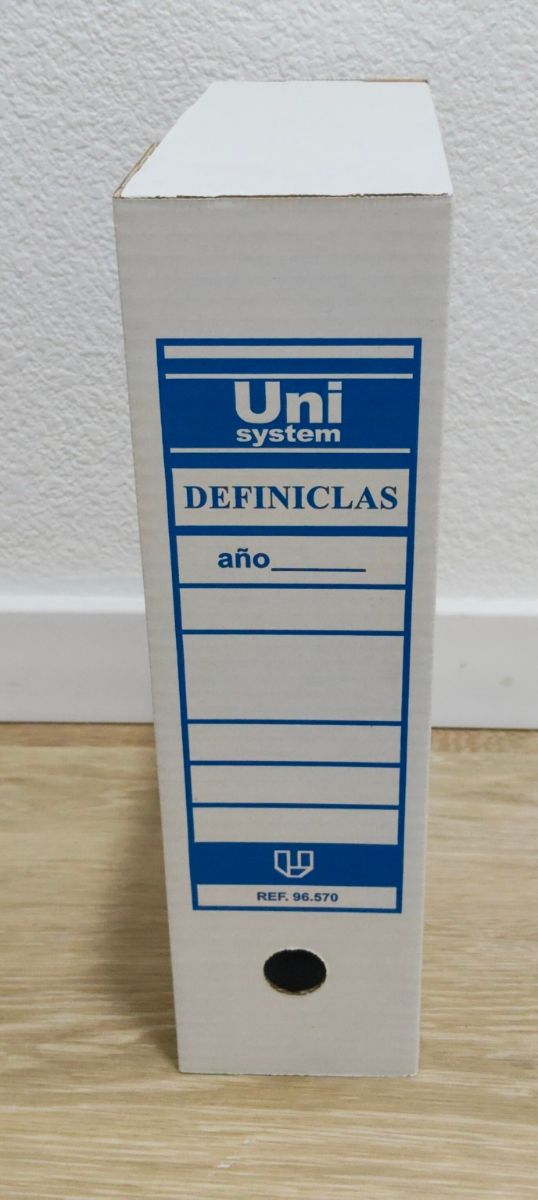 Uni
system
DEFINICLAS
año______
REF. 96.570